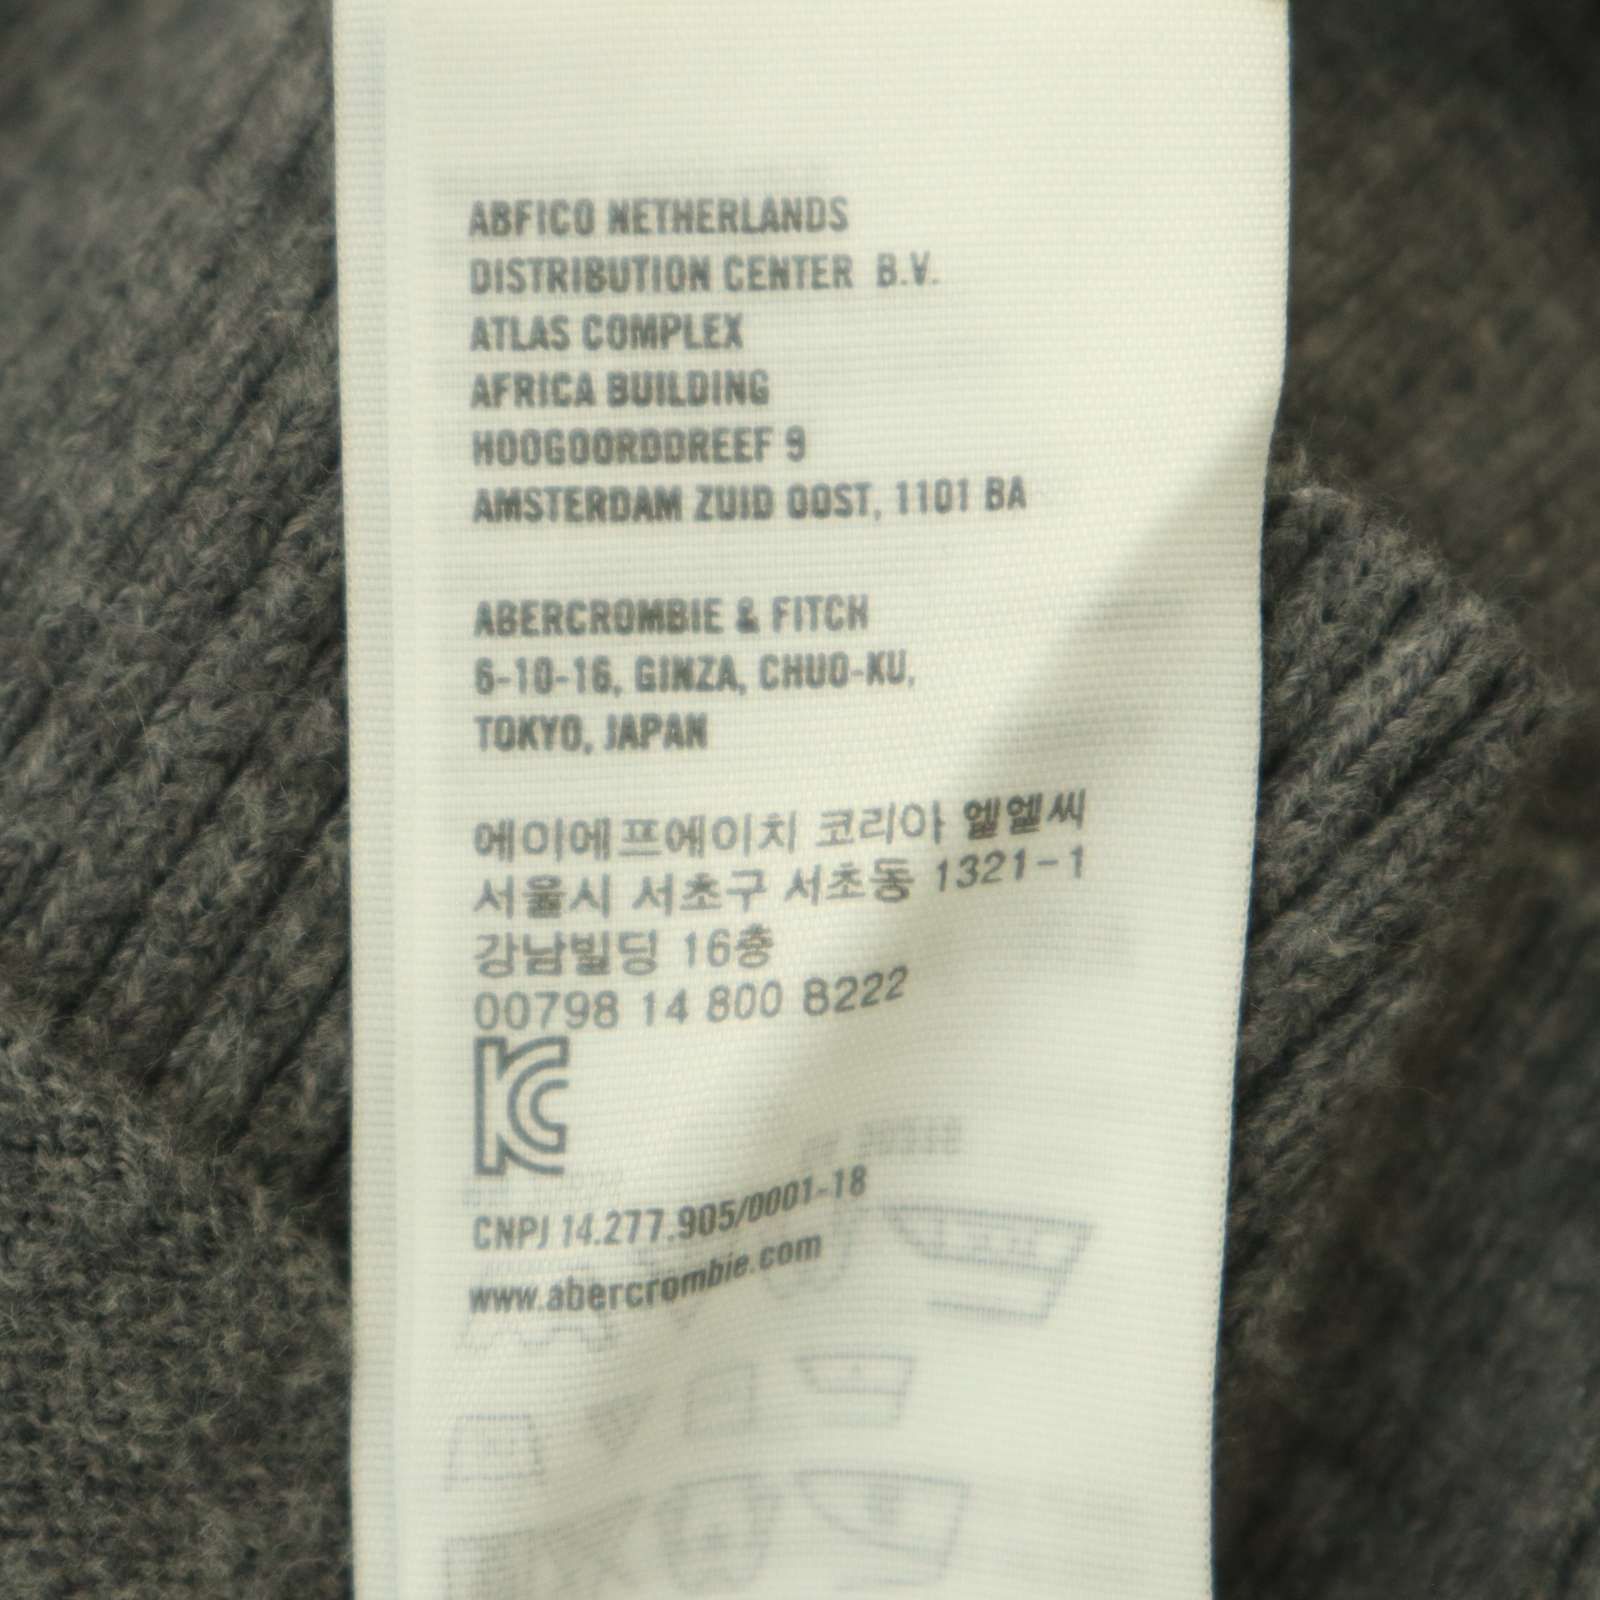 ABFICO NETHERLANDS
DISTRIBUTION CENTER B.V.
ATLAS COMPLEX
AFRICA BUILDING
HOOGOORDDREEF 9
AMSTERDAM ZUID OOST, 1101 BA
ABERCROMBIE & FITCH
6-10-16, GINZA, CHUO-KU,
TOKYO, JAPAN
에이에프에이치 코리아 엘엘씨
서울시 서초구 서초동 1321-1
강남빌딩 16층
00798 14 800 8222
KC
CNPJ 14.277.905/0001-18
www.abercrombie.com